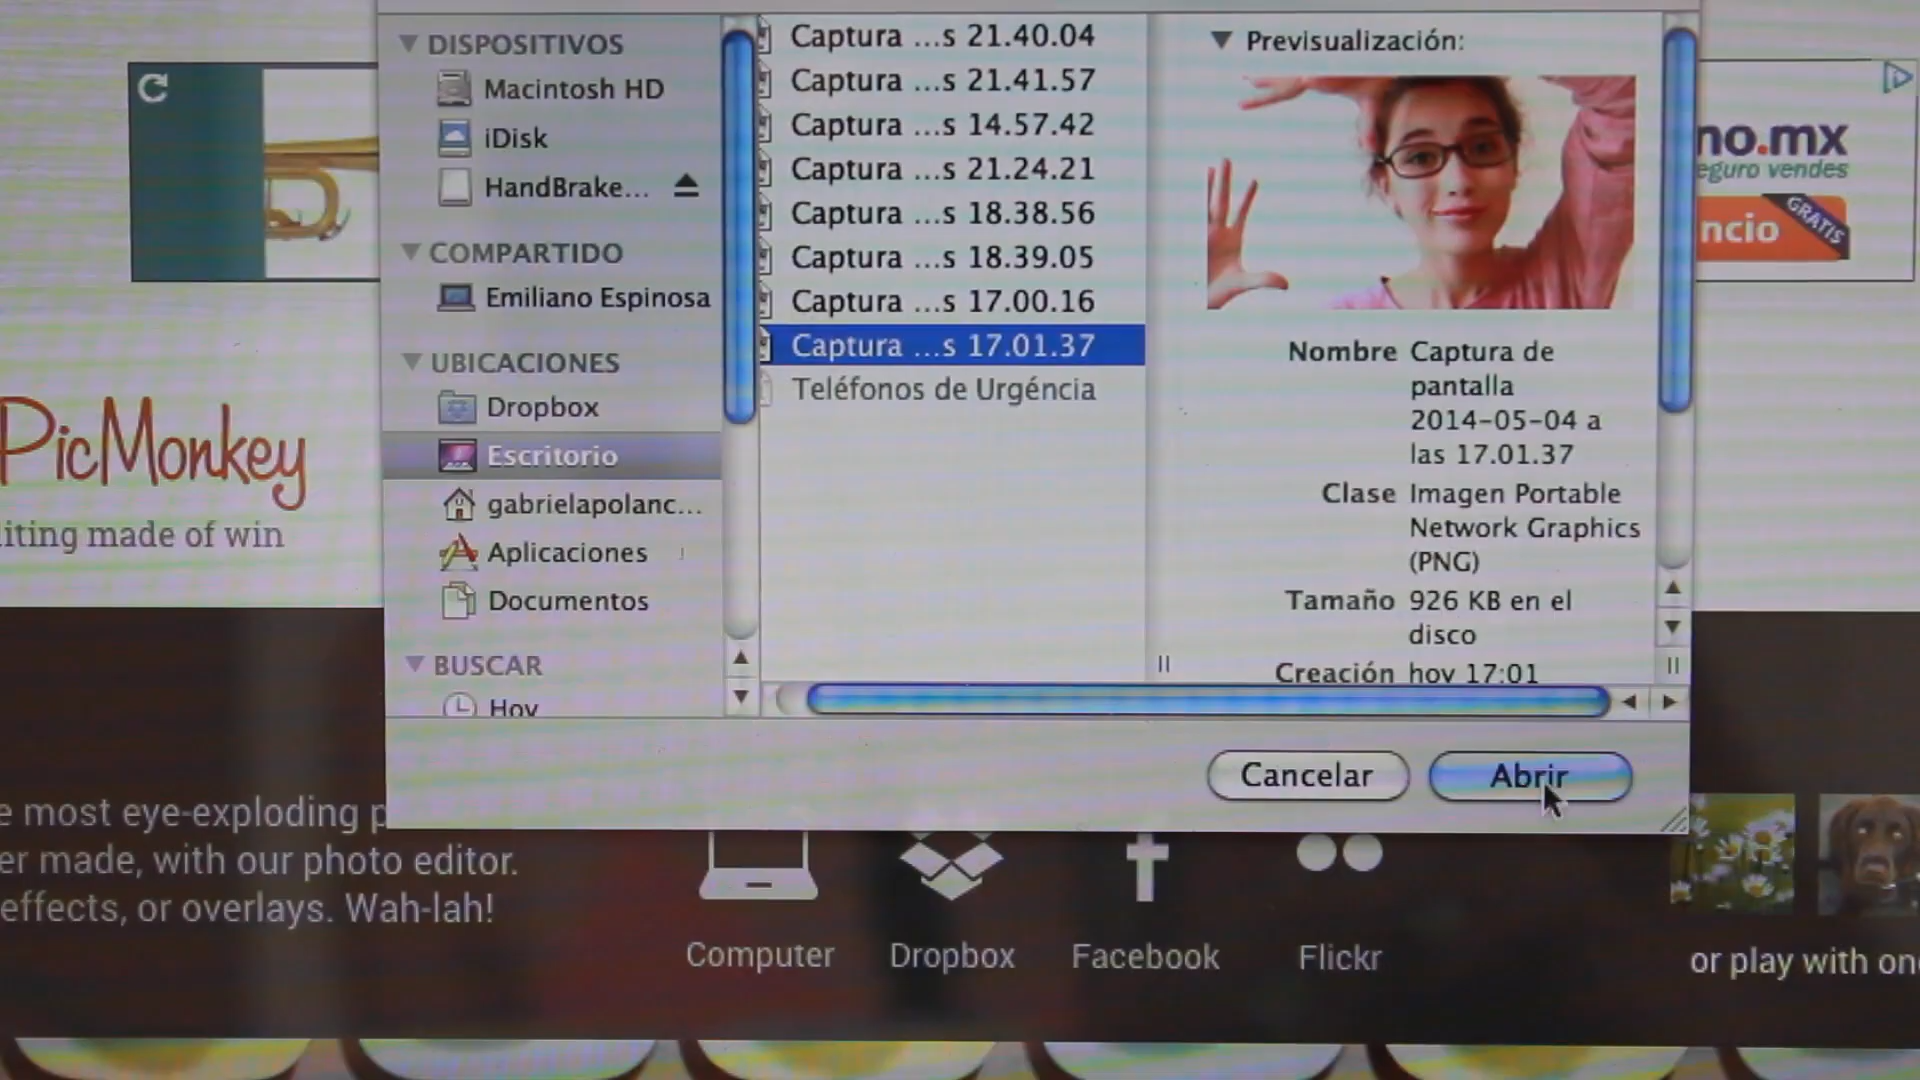 DISPOSITIVOS
Macintosh HD
iDisk
HandBrake...
COMPARTIDO
Emiliano Espinosa
UBICACIONES
Dropbox
Escritorio
gabrielapolanc...
Aplicaciones
Documentos
BUSCAR
Hoy
Captura ...s 21.40.04
Captura ...s 21.41.57
Captura ...s 14.57.42
Captura ...s 21.24.21
Captura ...s 18.38.56
Captura ...s 18.39.05
Captura ...s 17.00.16
Captura ...s 17.01.37
Teléfonos de Urgéncia
Previsualización:
Nombre Captura de
pantalla
2014-05-04 a
las 17.01.37
Clase Imagen Portable
Network Graphics
(PNG)
Tamaño 926 KB en el
disco
Creación hoy 17:01
Cancelar
Abrir
no.mx
eguro vendes
ncio
GRATIS
PicMonkey
iting made of win
e most eye-exploding p
er made, with our photo editor.
effects, or overlays. Wah-lah!
Computer
Dropbox
Facebook
Flickr
or play with one